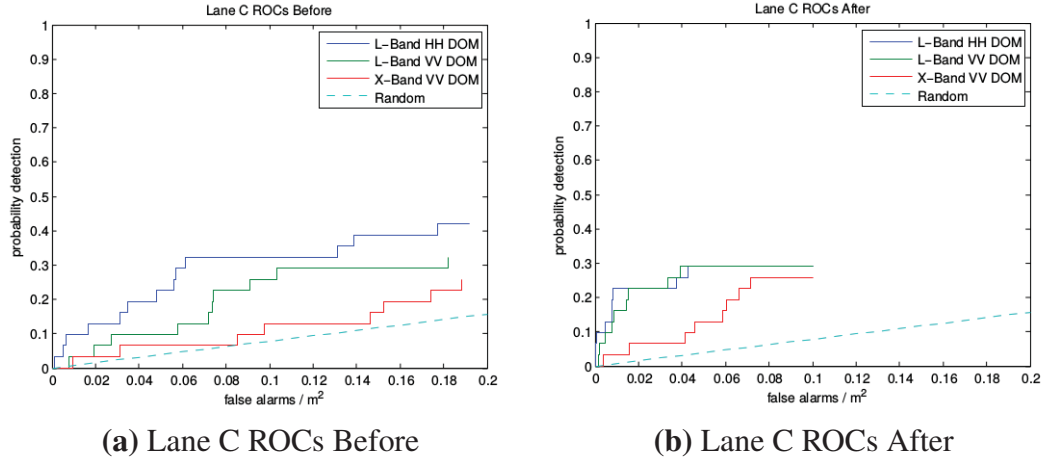 Lane C ROCs Before
1
0.9
0.8
0.7
0.6
0.5
0.4
0.3
0.2
0.1
0
probability detection
L-Band HH DOM
L-Band VV DOM
X-Band VV DOM
Random
0 0.02 0.04 0.06 0.08 0.1 0.12 0.14 0.16 0.18 0.2
false alarms / m²
(a) Lane C ROCs Before
Lane C ROCs After
1
0.9
0.8
0.7
0.6
0.5
0.4
0.3
0.2
0.1
0
probability detection
L-Band HH DOM
L-Band VV DOM
X-Band VV DOM
Random
0 0.02 0.04 0.06 0.08 0.1 0.12 0.14 0.16 0.18 0.2
false alarms / m²
(b) Lane C ROCs After